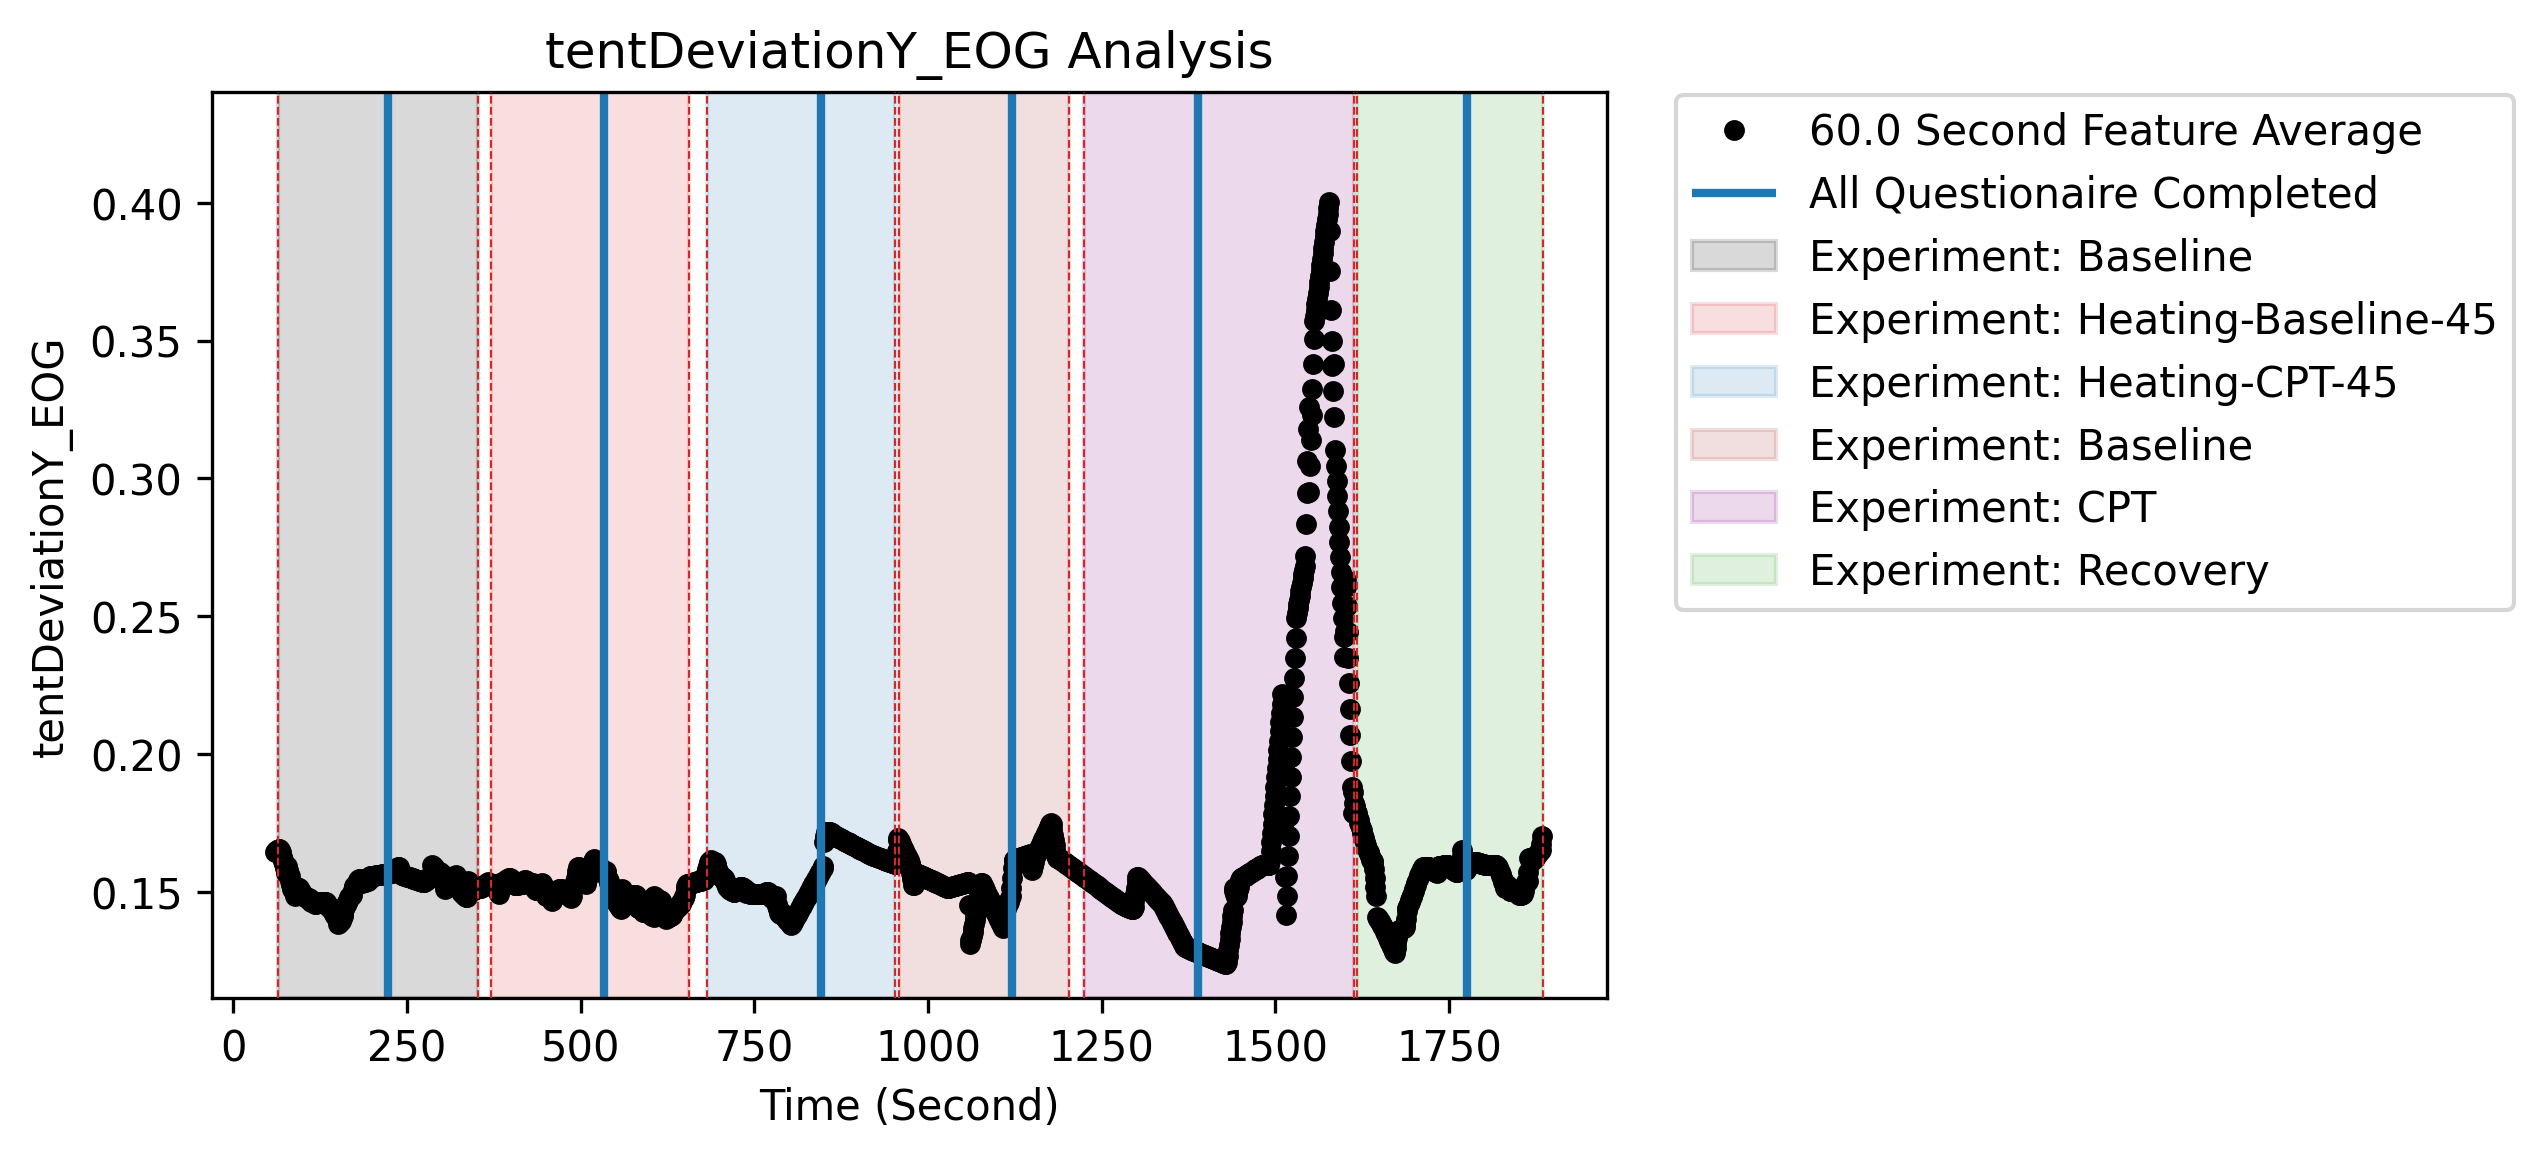 tentDeviationY_EOG Analysis
60.0 Second Feature Average
All Questionaire Completed
Experiment: Baseline
Experiment: Heating-Baseline-45
Experiment: Heating-CPT-45
Experiment: Baseline
Experiment: CPT
Experiment: Recovery
tentDeviationY_EOG
0.40
0.35
0.30
0.25
0.20
0.15
0 250 500 750 1000 1250 1500 1750
Time (Second)